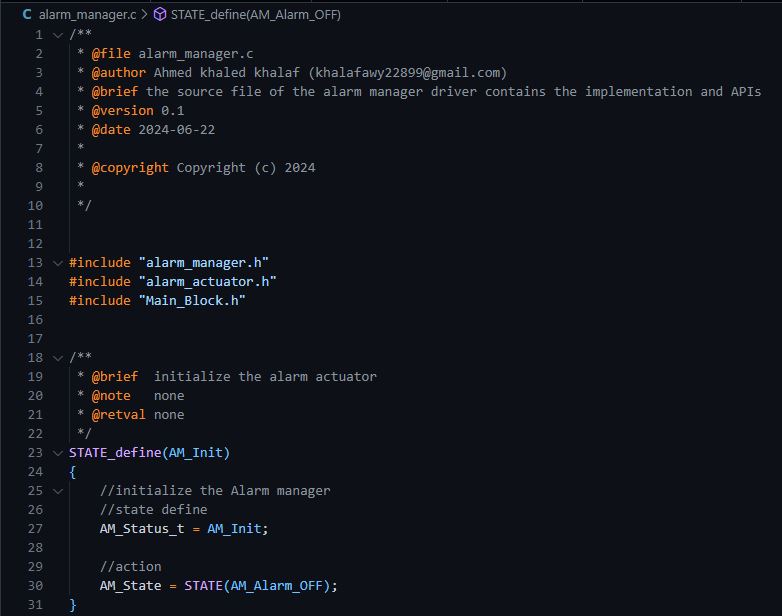 C alarm_manager.c > STATE_define(AM_Alarm_OFF)
1 /**
2  * @file alarm_manager.c
3  * @author Ahmed khaled khalaf (khalafawy22899@gmail.com)
4  * @brief the source file of the alarm manager driver contains the implementation and APIs
5  * @version 0.1
6  * @date 2024-06-22
7  *
8  * @copyright Copyright (c) 2024
9  *
10  */
11
12
13 #include "alarm_manager.h"
14 #include "alarm_actuator.h"
15 #include "Main_Block.h"
16
17
18 /**
19  * @brief  initialize the alarm actuator
20  * @note   none
21  * @retval none
22  */
23 STATE_define(AM_Init)
24 {
25     //initialize the Alarm manager
26     //state define
27     AM_Status_t = AM_Init;
28
29     //action
30     AM_State = STATE(AM_Alarm_OFF);
31 }